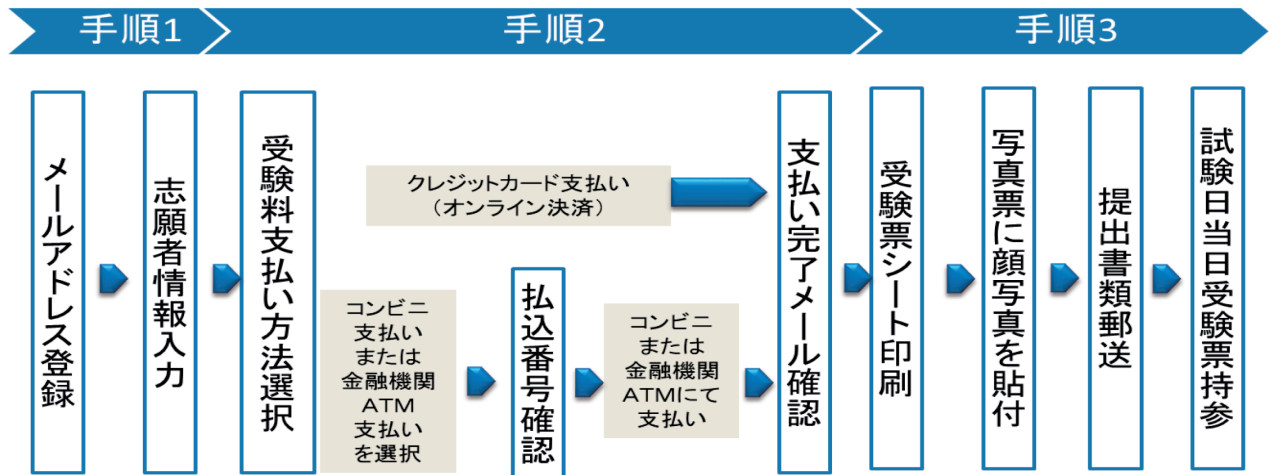 手順1
手順2
手順3
メールアドレス登録
志願者情報入力
受験料支払い方法選択
クレジットカード支払い
（オンライン決済）
コンビニ
支払い
または
金融機関
ATM
支払い
を選択
払込番号確認
コンビニ
または
金融機関
ATMにて
支払い
支払い完了メール確認
受験票シート印刷
写真票に顔写真を貼付
提出書類郵送
試験日当日受験票持参